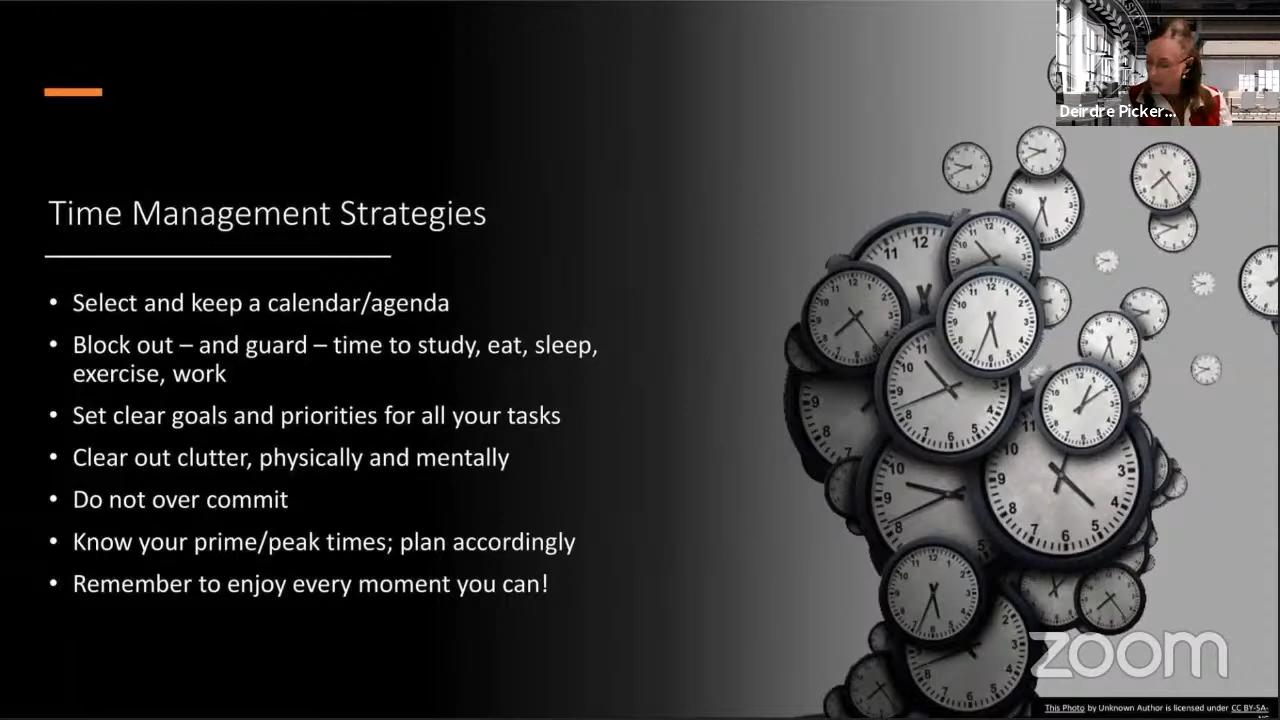 SITY
Deirdre Picker...
Time Management Strategies
• Select and keep a calendar/agenda
• Block out – and guard – time to study, eat, sleep,
exercise, work
• Set clear goals and priorities for all your tasks
• Clear out clutter, physically and mentally
• Do not over commit
• Know your prime/peak times; plan accordingly
• Remember to enjoy every moment you can!
zoom
This Photo by Unknown Author is licensed under CC BY-SA-